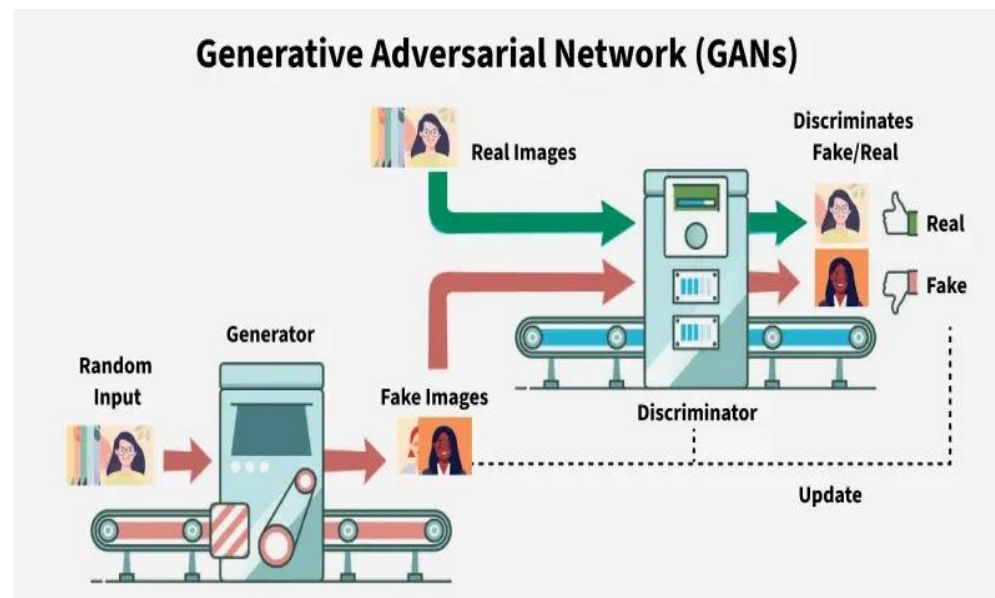 Generative Adversarial Network (GANs)
Real Images
Discriminates
Fake/Real
Real
Fake
Generator
Random
Input
Fake Images
Discriminator
Update